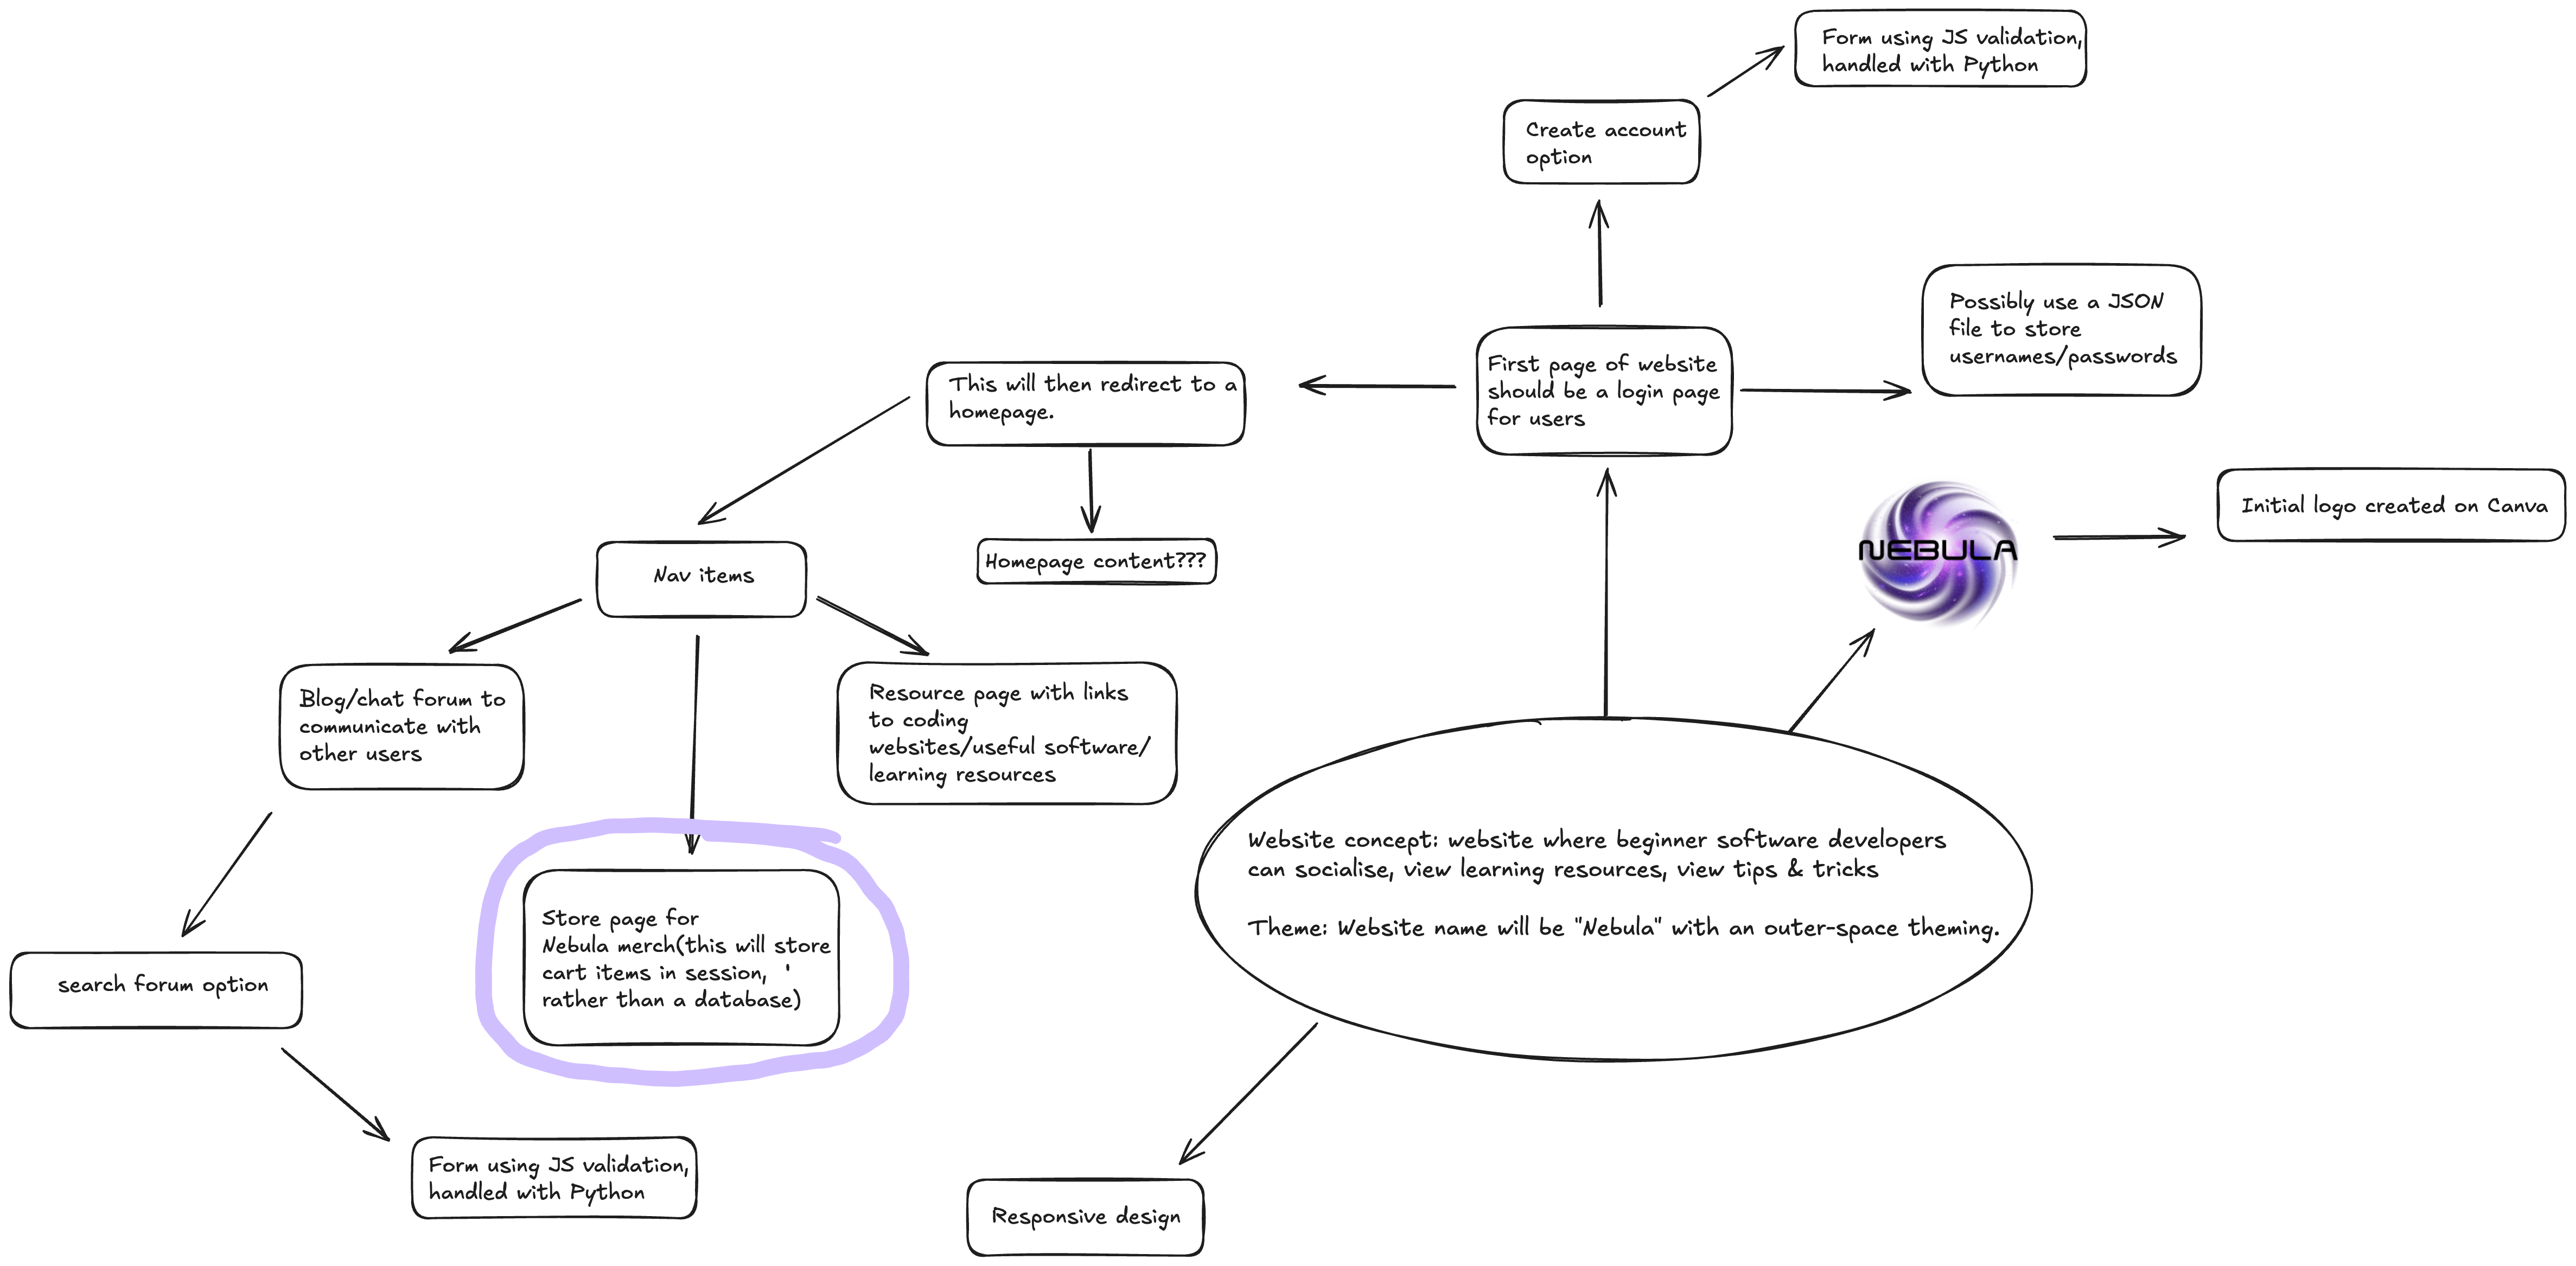 Form using JS validation,
handled with Python
Create account
option
Possibly use a JSON
file to store
usernames/passwords
First page of website
should be a login page
for users
This will then redirect to a
homepage.
Initial logo created on Canva
NEBULA
Homepage content???
Nav items
Blog/chat forum to
communicate with
other users
Resource page with links
to coding
websites/useful software/
learning resources
Website concept: website where beginner software developers
can socialise, view learning resources, view tips & tricks
Theme: Website name will be "Nebula" with an outer-space theming.
Store page for
Nebula merch(this will store
cart items in session, '
rather than a database)
search forum option
Form using JS validation,
handled with Python
Responsive design